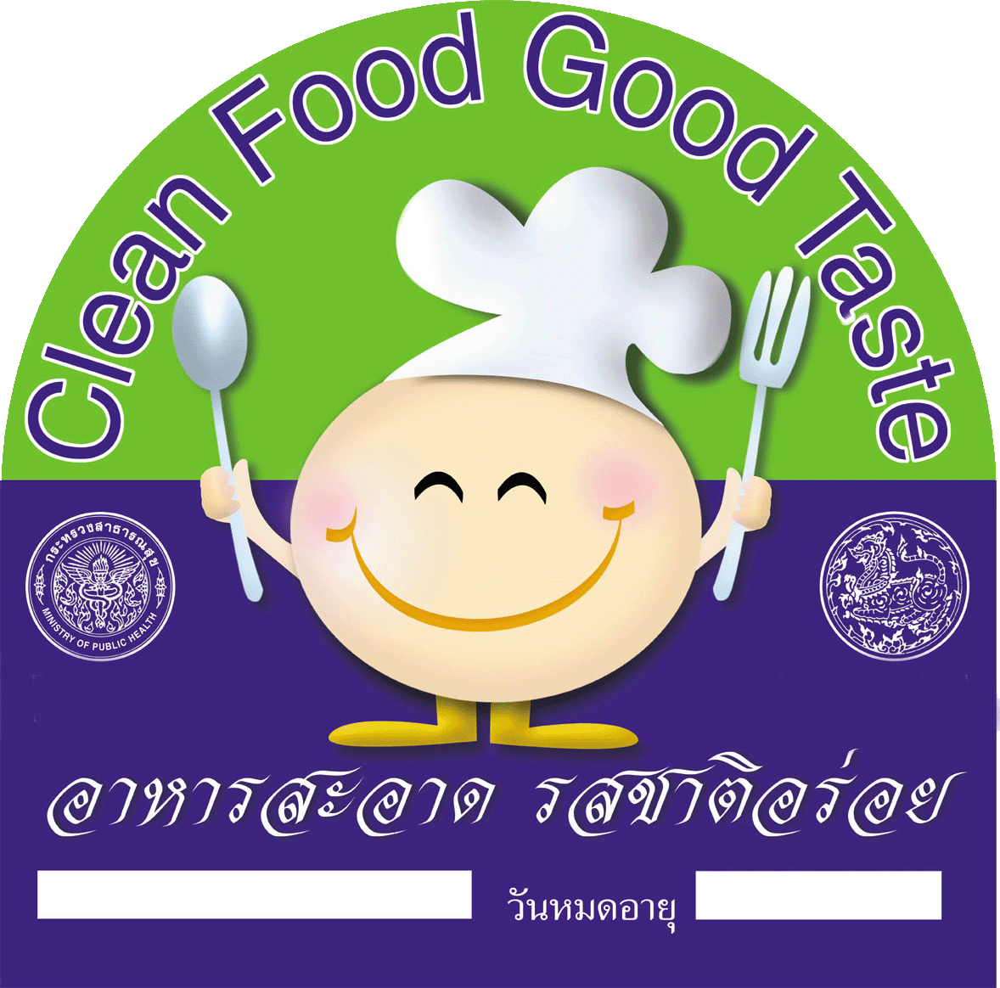 Clean Food Good Taste
กระทรวงสาธารณสุข
MINISTRY OF PUBLIC HEALTH
อาหารสะอาด รสชาติอร่อย
วันหมดอายุ